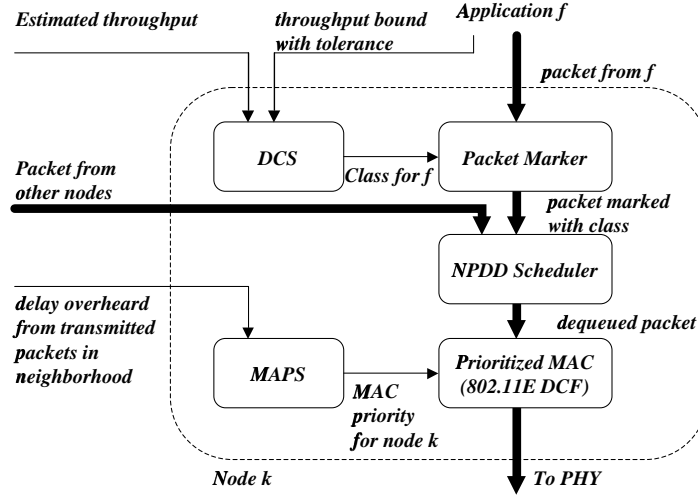 Estimated throughput
throughput bound
with tolerance
Application f
packet from f
DCS
Class for f
Packet Marker
Packet from
other nodes
packet marked
with class
NPDD Scheduler
dequeued packet
delay overheard
from transmitted
packets in
neighborhood
MAPS
MAC
priority
for node k
Prioritized MAC
(802.11E DCF)
Node k
To PHY